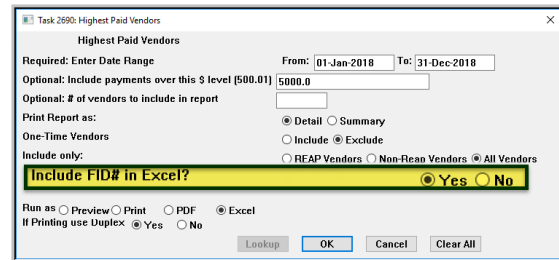 Task 2690: Highest Paid Vendors
Highest Paid Vendors
Required: Enter Date Range From: 01-Jan-2018 To: 31-Dec-2018
Optional: Include payments over this $ level (500.01) 5000.0
Optional: # of vendors to include in report
Print Report as: Detail Summary
One-Time Vendors Include Exclude
Include only: REAP Vendors Non-Reap Vendors All Vendors
Include FID# in Excel? Yes No
Run as Preview Print PDF Excel
If Printing use Duplex Yes No
Lookup OK Cancel Clear All